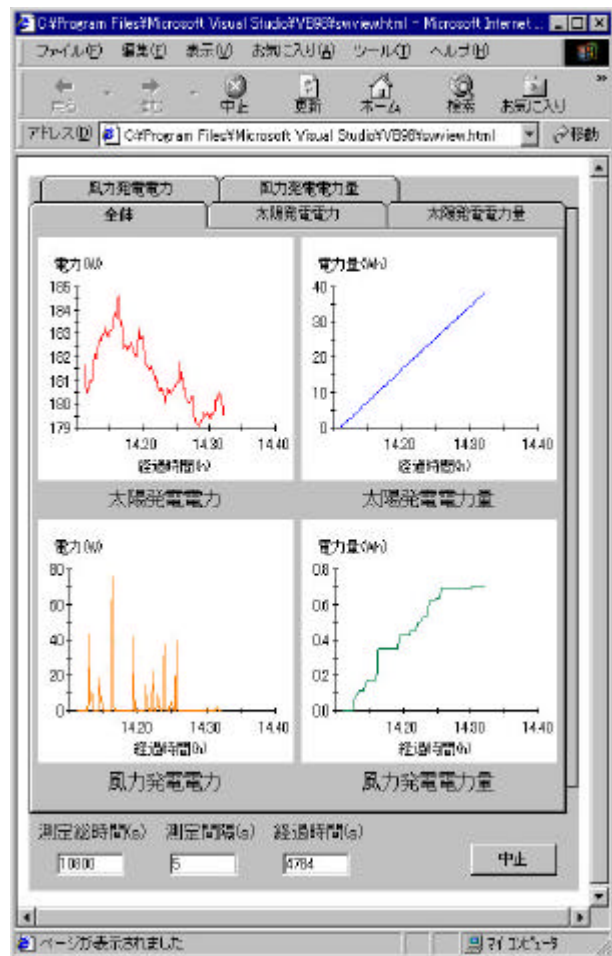 C:¥Program Files¥Microsoft Visual Studio¥VB98¥swview.html - Microsoft Internet ...
ファイル(F) 編集(E) 表示(V) お気に入り(A) ツール(T) ヘルプ(H)
戻る 進む 中止 更新 ホーム 検索 お気に入り
アドレス(D) C:¥Program Files¥Microsoft Visual Studio¥VB98¥swview.html 移動
風力発電電力 風力発電電力量
全体 太陽発電電力 太陽発電電力量
電力(W) 電力量(Wh)
185 40
184
183 30
182 20
181
180 10
179 0
14.20 14.30 14.40 14.20 14.30 14.40
経過時間(h) 経過時間(h)
太陽発電電力 太陽発電電力量
電力(W) 電力量(Wh)
80 0.8
60 0.6
40 0.4
20 0.2
0 0.0
14.20 14.30 14.40 14.20 14.30 14.40
経過時間(h) 経過時間(h)
風力発電電力 風力発電電力量
測定総時間(s) 測定間隔(s) 経過時間(s)
10800 5 4784 中止
ページが表示されました マイ コンピュータ